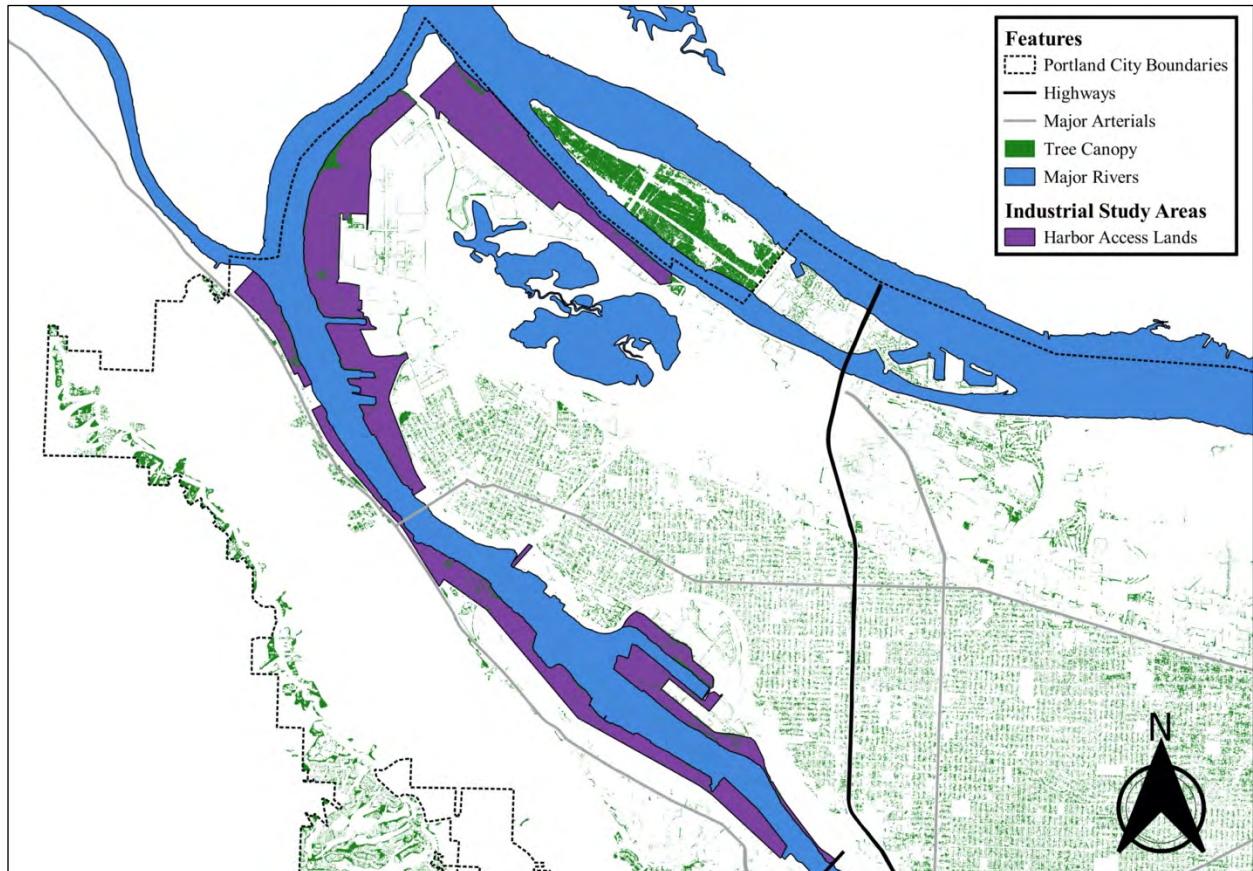 Features
Portland City Boundaries
Highways
Major Arterials
Tree Canopy
Major Rivers
Industrial Study Areas
Harbor Access Lands
N